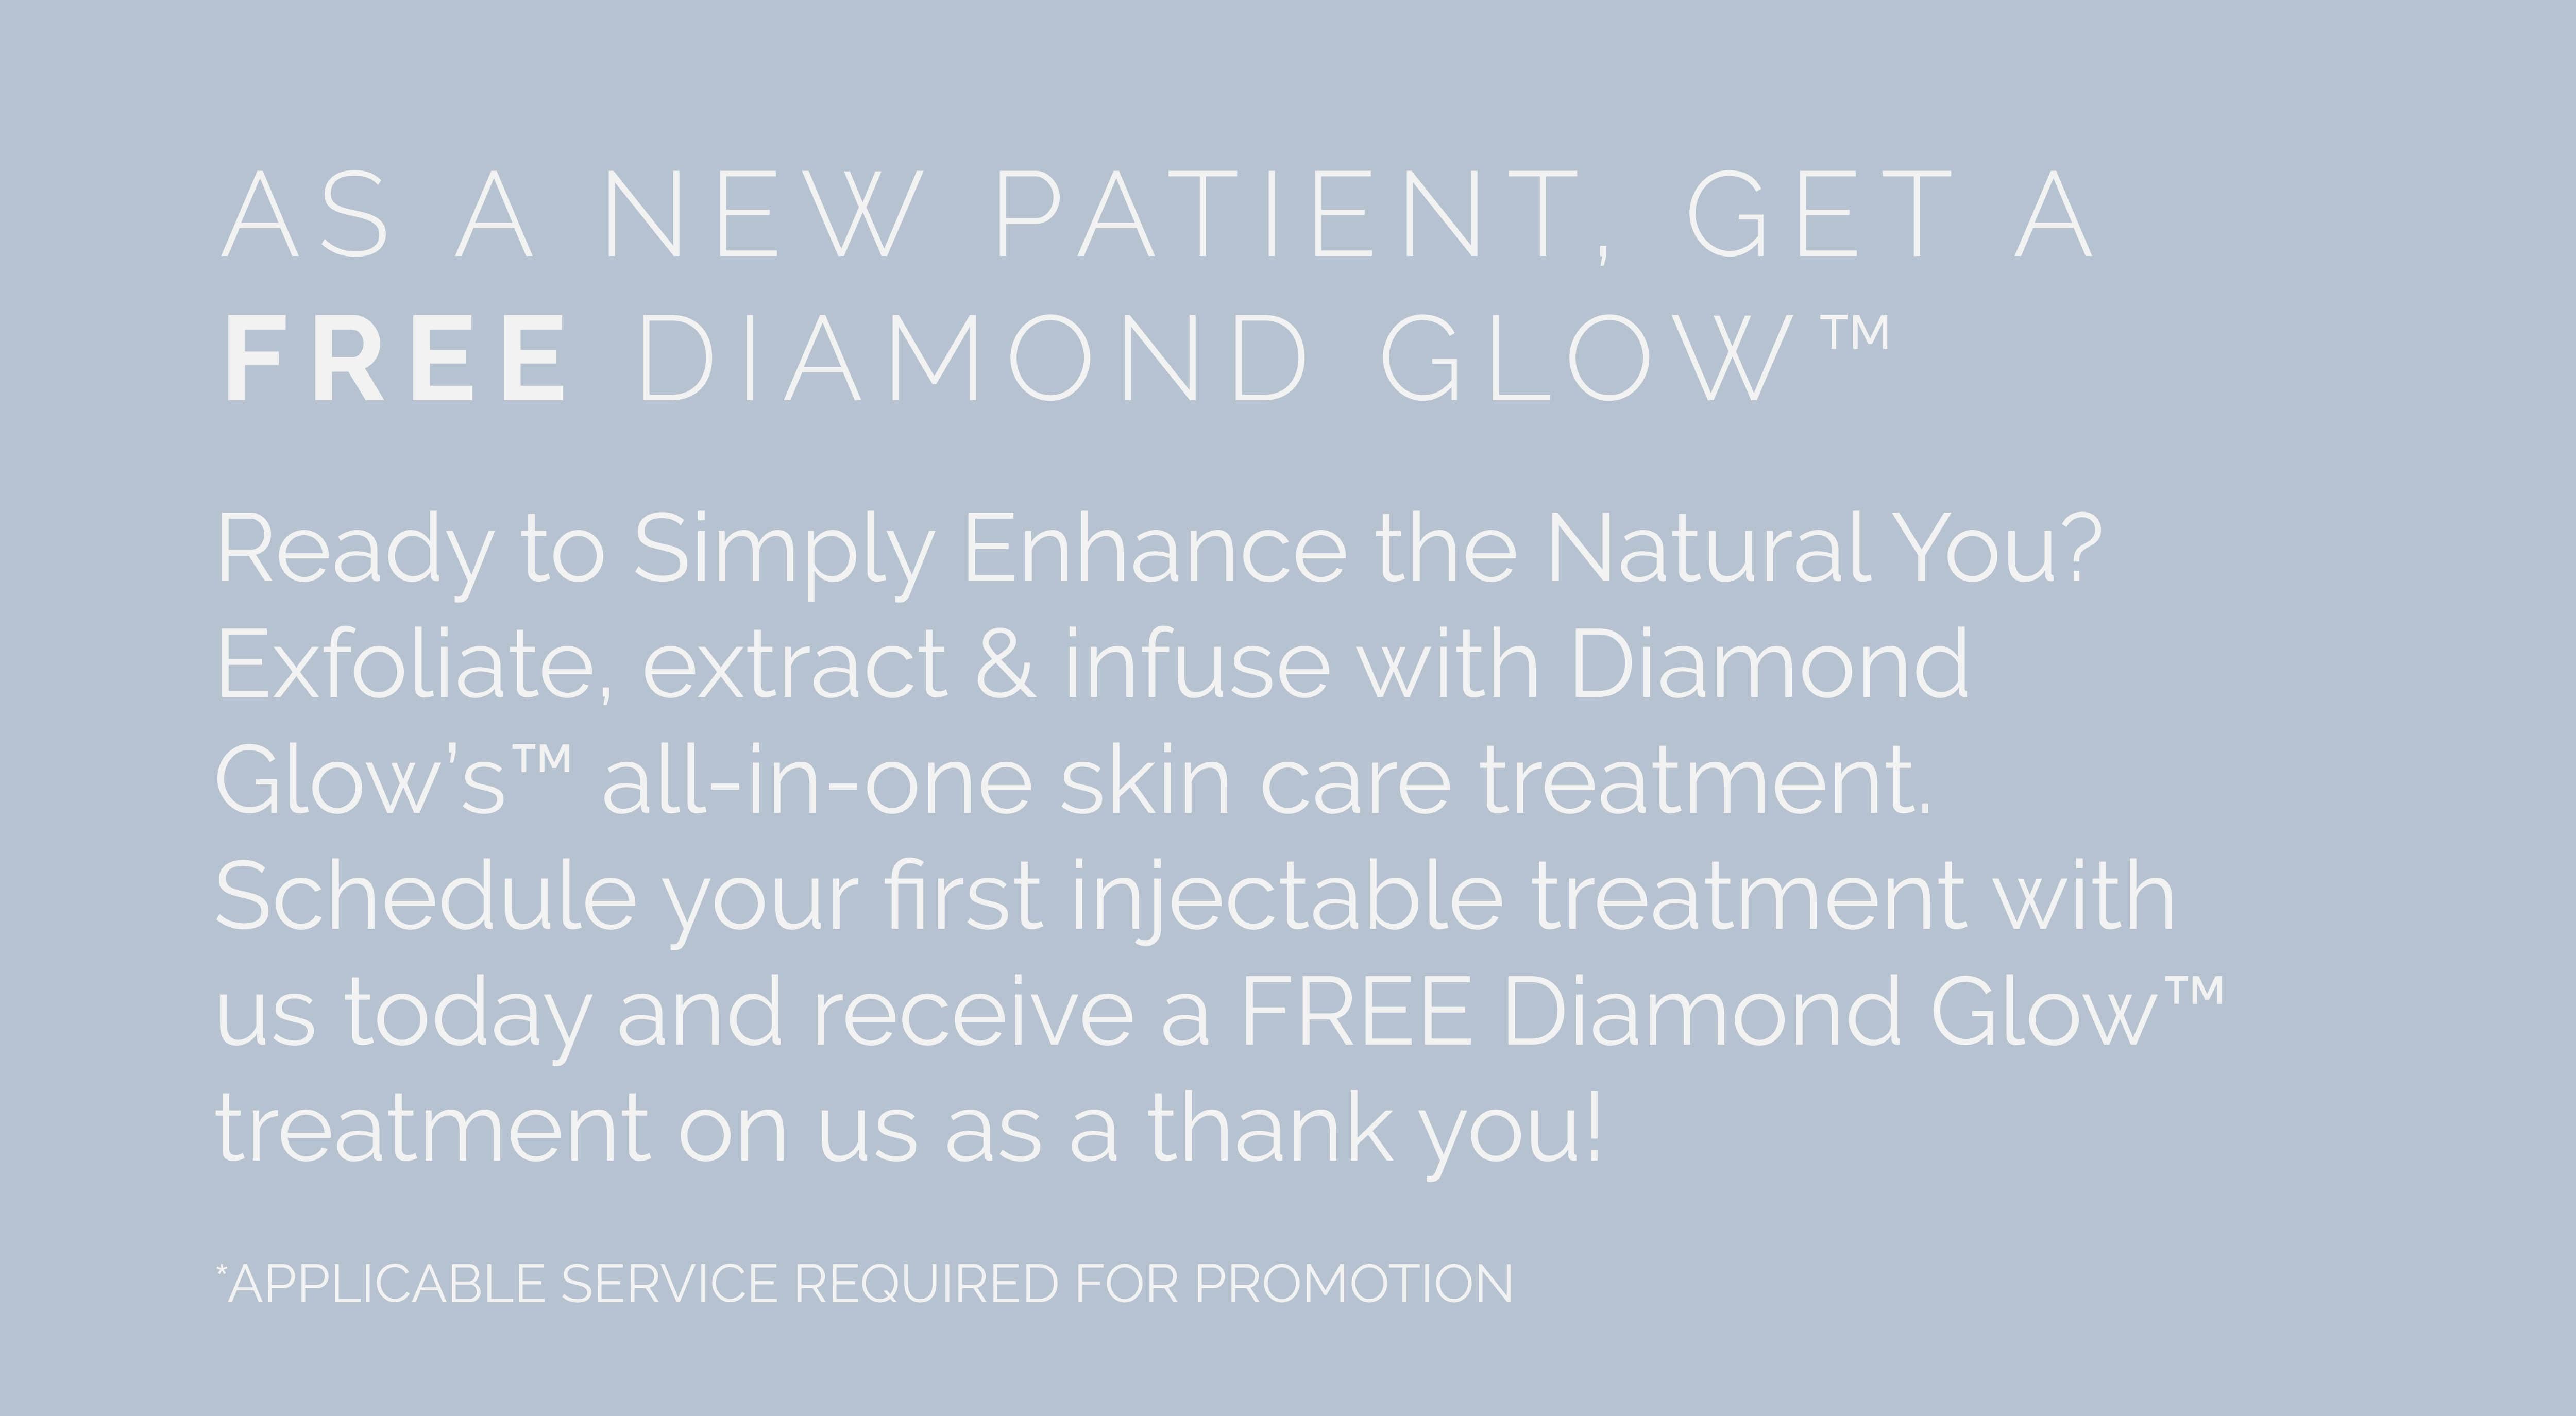 AS A NEW PATIENT, GET A
FREE DIAMOND GLOW™
Ready to Simply Enhance the Natural You?
Exfoliate, extract & infuse with Diamond
Glow’s™ all-in-one skin care treatment.
Schedule your first injectable treatment with
us today and receive a FREE Diamond Glow™
treatment on us as a thank you!
*APPLICABLE SERVICE REQUIRED FOR PROMOTION